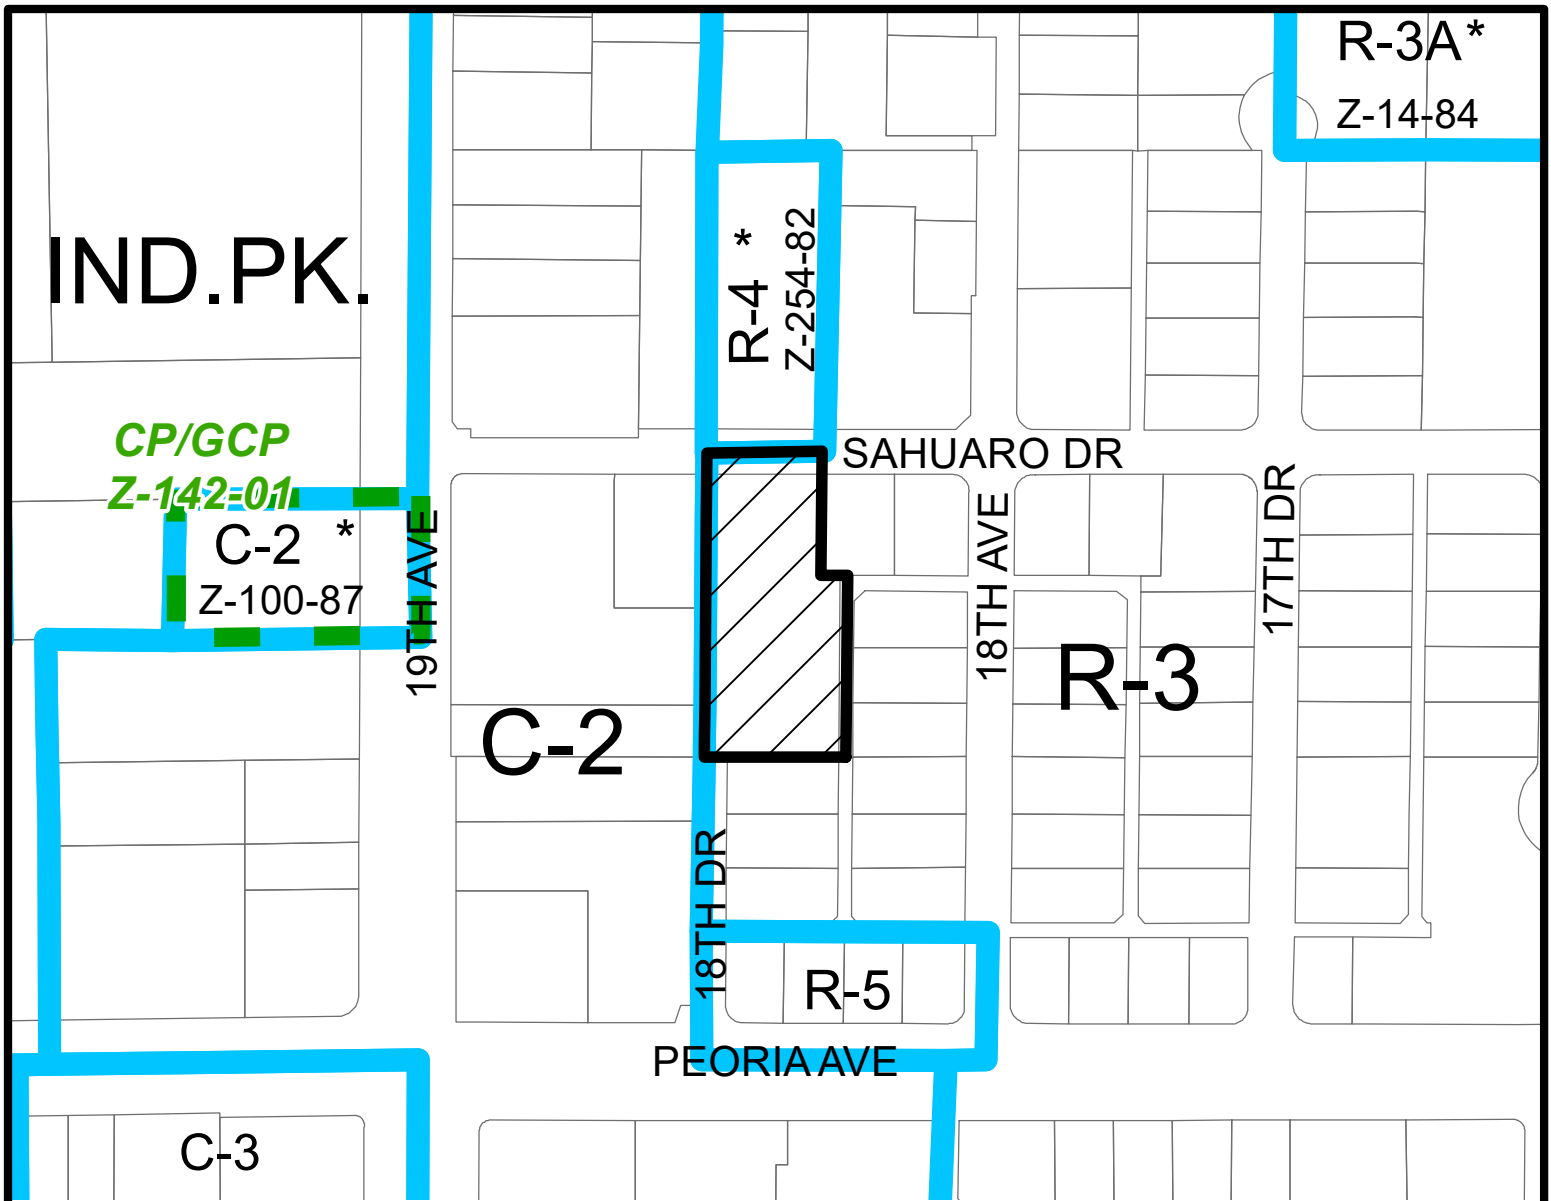 R-3A *
Z-14-84
IND.PK.
R-4 *
Z-254-82
CP/GCP
Z-142-01
SAHUARO DR
C-2 *
Z-100-87
19TH AVE
18TH AVE
17TH DR
R-3
C-2
18TH DR
R-5
PEORIA AVE
C-3